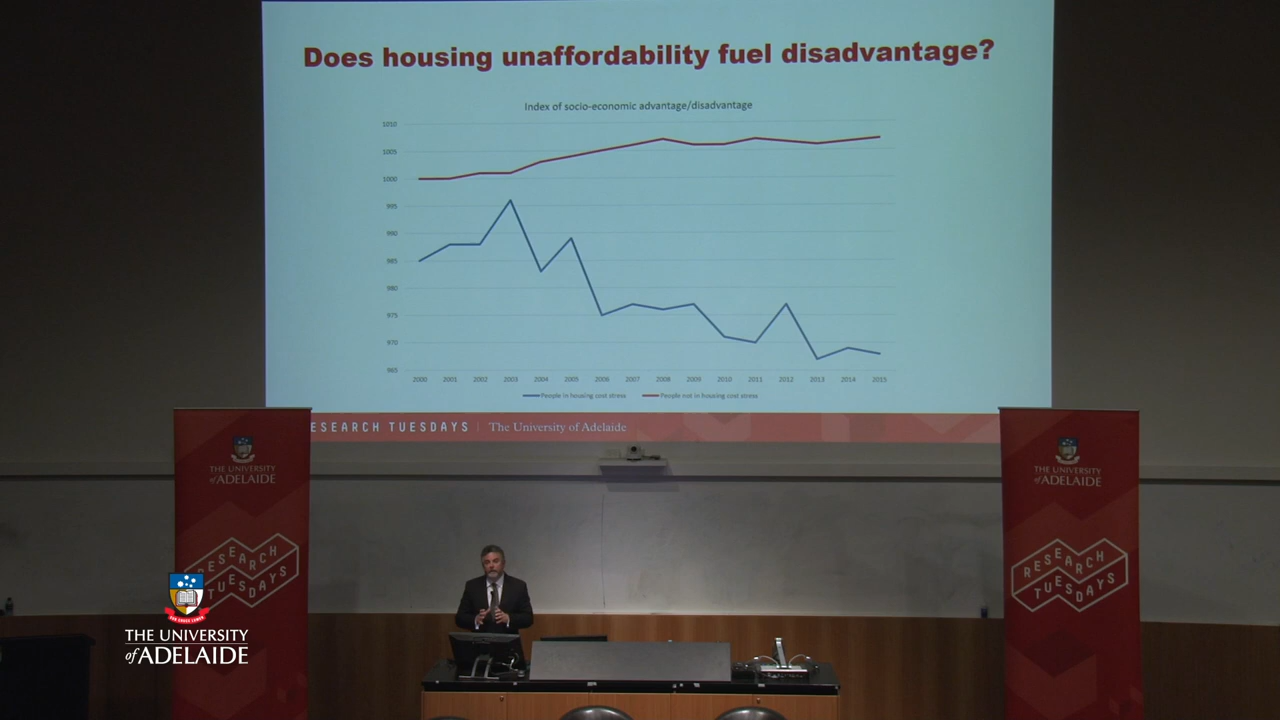 Does housing unaffordability fuel disadvantage?
Index of socio-economic advantage/disadvantage
1010
1005
1000
995
990
985
980
975
970
965
2000 2001 2002 2003 2004 2005 2006 2007 2008 2009 2010 2011 2012 2013 2014 2015
People in housing cost stress People not in housing cost stress
ESEARCH TUESDAYS | The University of Adelaide
THE UNIVERSITY
of ADELAIDE
RESEARCH
TUESDAYS
THE UNIVERSITY
of ADELAIDE
RESEARCH
TUESDAYS
THE UNIVERSITY
of ADELAIDE